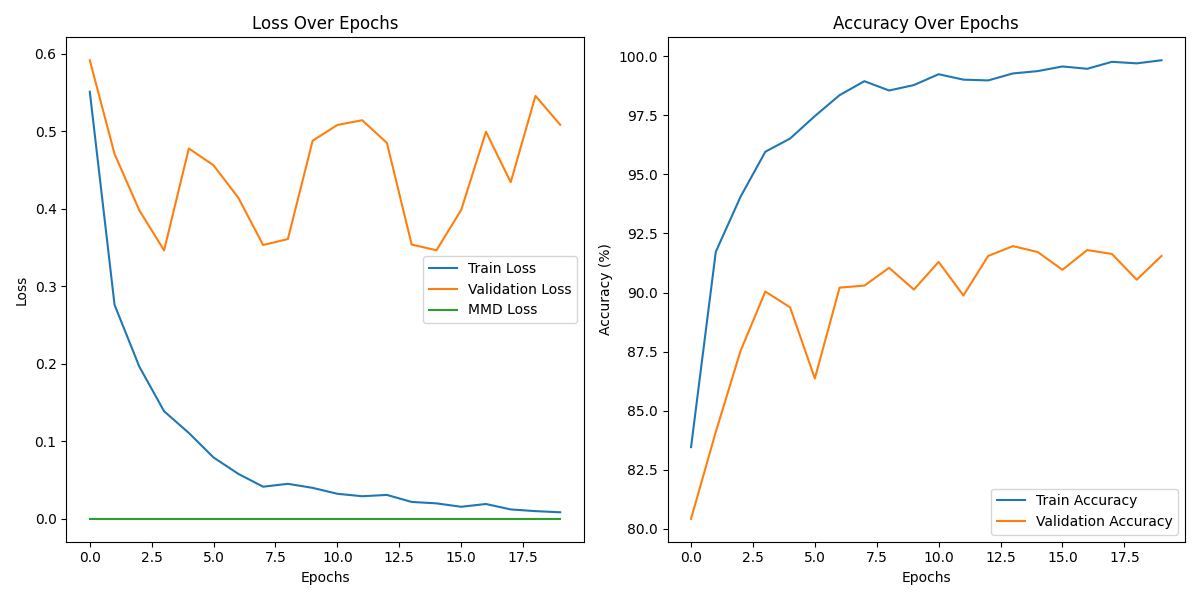 Loss Over Epochs
Loss
0.6
0.5
0.4
0.3
0.2
0.1
0.0
Train Loss
Validation Loss
MMD Loss
0.0 2.5 5.0 7.5 10.0 12.5 15.0 17.5
Epochs
Accuracy Over Epochs
Accuracy (%)
100.0
97.5
95.0
92.5
90.0
87.5
85.0
82.5
80.0
Train Accuracy
Validation Accuracy
0.0 2.5 5.0 7.5 10.0 12.5 15.0 17.5
Epochs